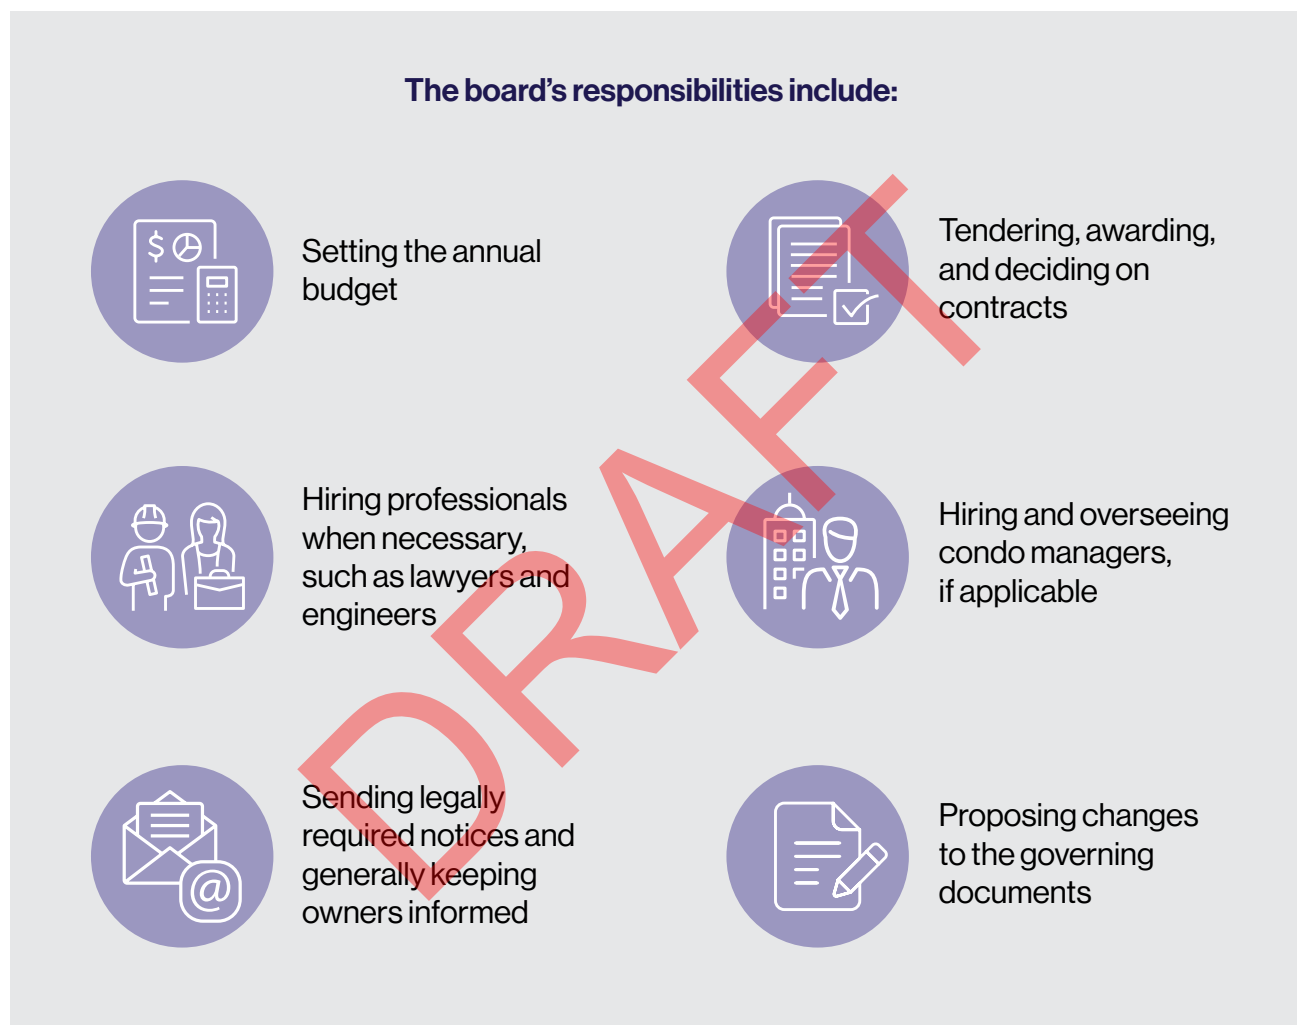 The board’s responsibilities include:
$
Setting the annual
budget
Tendering, awarding,
and deciding on
contracts
Hiring professionals
when necessary,
such as lawyers and
engineers
Hiring and overseeing
condo managers,
if applicable
@
Sending legally
required notices and
generally keeping
owners informed
Proposing changes
to the governing
documents
DRAFT